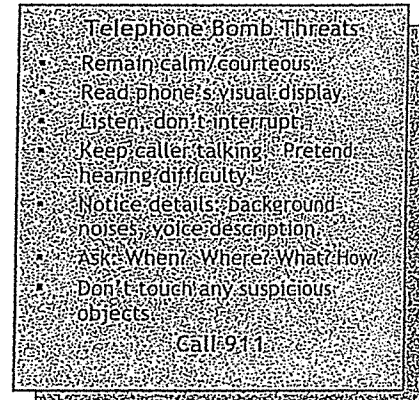 Telephone Bomb Threats
▪ Remain calm/courteous.
▪ Read phone's visual display.
▪ Listen, don't interrupt.
▪ Keep caller talking. Pretend
hearing difficulty.
▪ Notice details: background
noises, voice description.
▪ Ask: When? Where? What? How?
▪ Don't touch any suspicious
objects.
Call 911